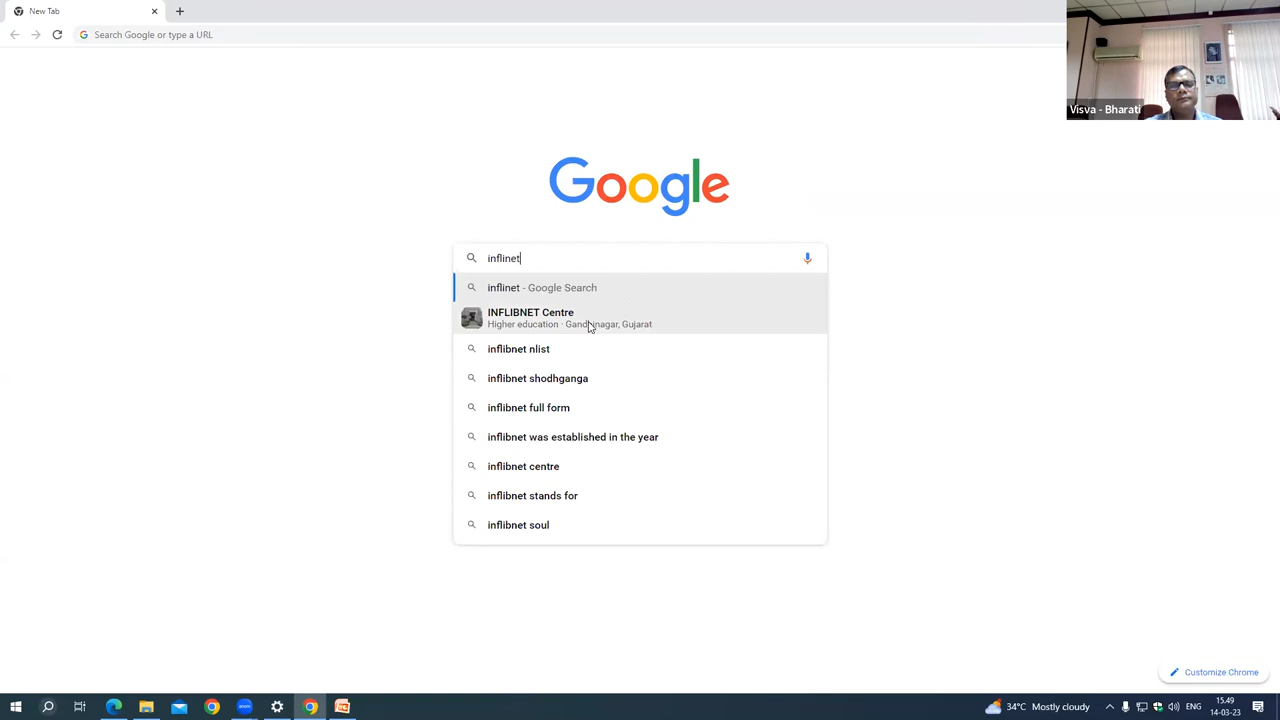 New Tab
Search Google or type a URL
Visva - Bharati
Google
inflinet
inflinet - Google Search
INFLIBNET Centre
Higher education · Gandhinagar, Gujarat
inflibnet nlist
inflibnet shodhganga
inflibnet full form
inflibnet was established in the year
inflibnet centre
inflibnet stands for
inflibnet soul
Customize Chrome
34°C Mostly cloudy
ENG
15.49
14-03-23